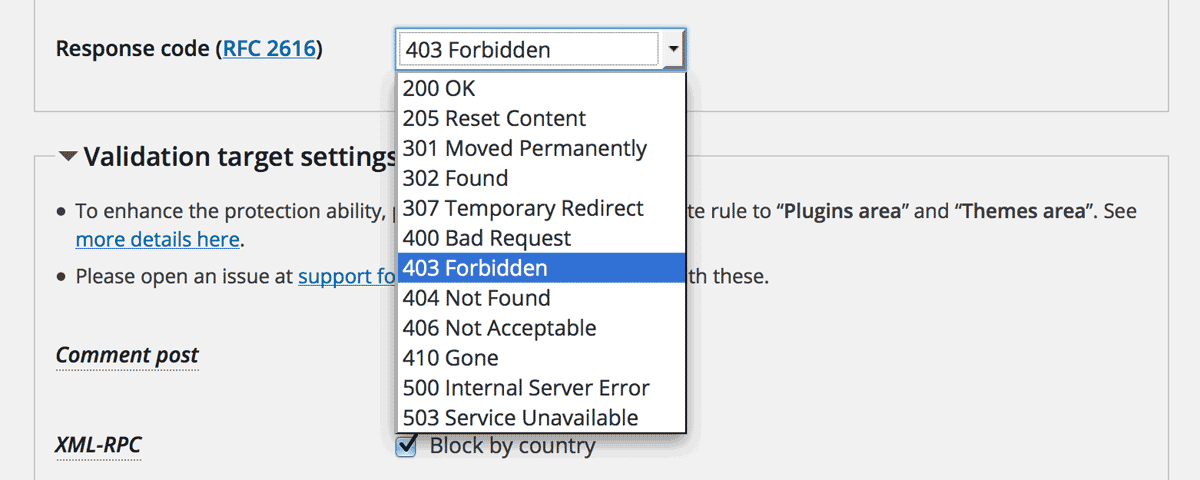 Response code (RFC 2616)
403 Forbidden
200 OK
205 Reset Content
301 Moved Permanently
302 Found
307 Temporary Redirect
400 Bad Request
403 Forbidden
404 Not Found
406 Not Acceptable
410 Gone
500 Internal Server Error
503 Service Unavailable
Validation target settings
• To enhance the protection ability, rule to “Plugins area” and “Themes area”. See
more details here.
• Please open an issue at support these.
Comment post
XML-RPC
Block by country